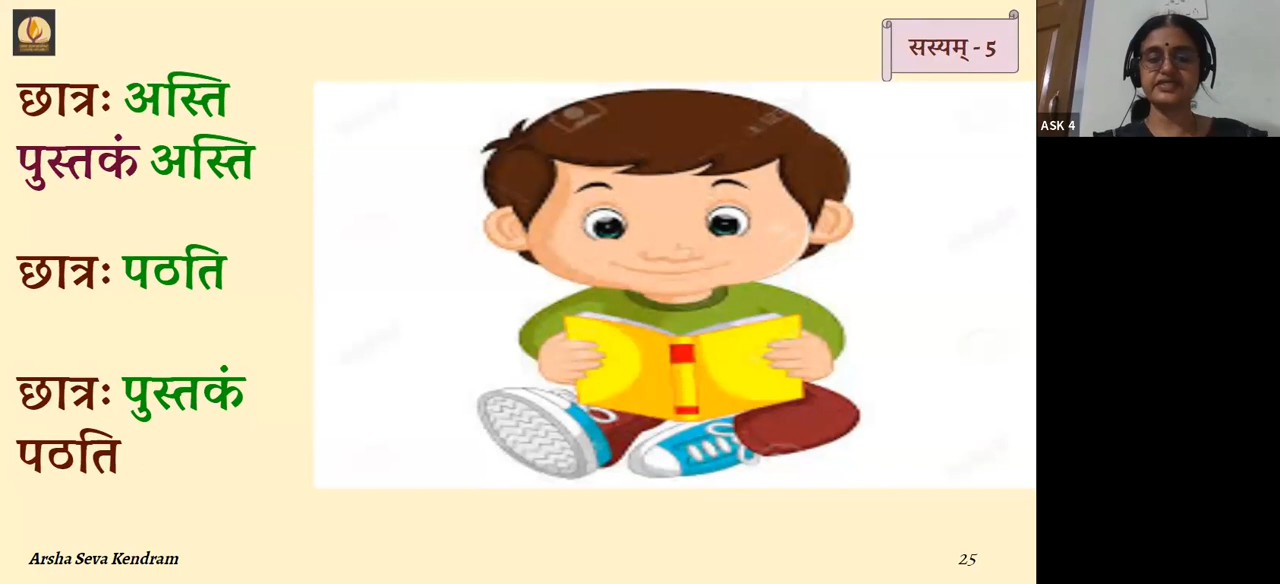 सस्यम् - 5
छात्रः अस्ति
पुस्तकं अस्ति
छात्रः पठति
छात्रः पुस्तकं
पठति
ASK 4
Arsha Seva Kendram
25